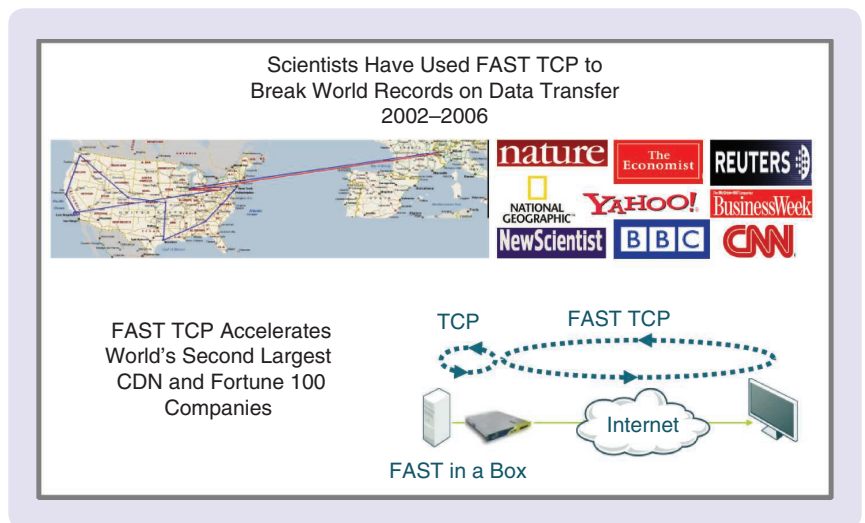 Scientists Have Used FAST TCP to
Break World Records on Data Transfer
2002–2006
nature
The
Economist
REUTERS
NATIONAL
GEOGRAPHIC™
YAHOO!
BusinessWeek
NewScientist
BBC
CNN
FAST TCP Accelerates
World’s Second Largest
CDN and Fortune 100
Companies
TCP
FAST TCP
Internet
FAST in a Box